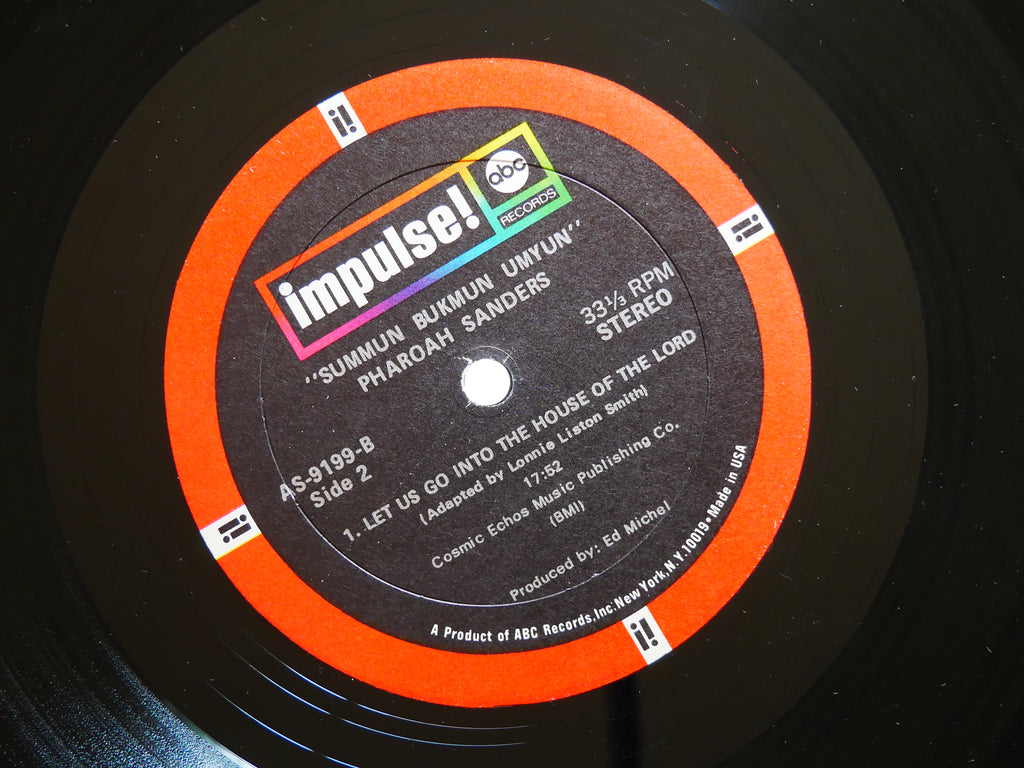 i!
impulse!
abc
RECORDS
"SUMMUN BUKMUN UMYUN"
PHAROAH SANDERS
33⅓ RPM
STEREO
AS-9199-B
Side 2
1. LET US GO INTO THE HOUSE OF THE LORD
(Adapted by Lonnie Liston Smith)
17:52
Cosmic Echos Music Publishing Co.
(BMI)
Produced by: Ed Michel
A Product of ABC Records,Inc.New York,N.Y.10019•Made in USA
i!
i!
i!